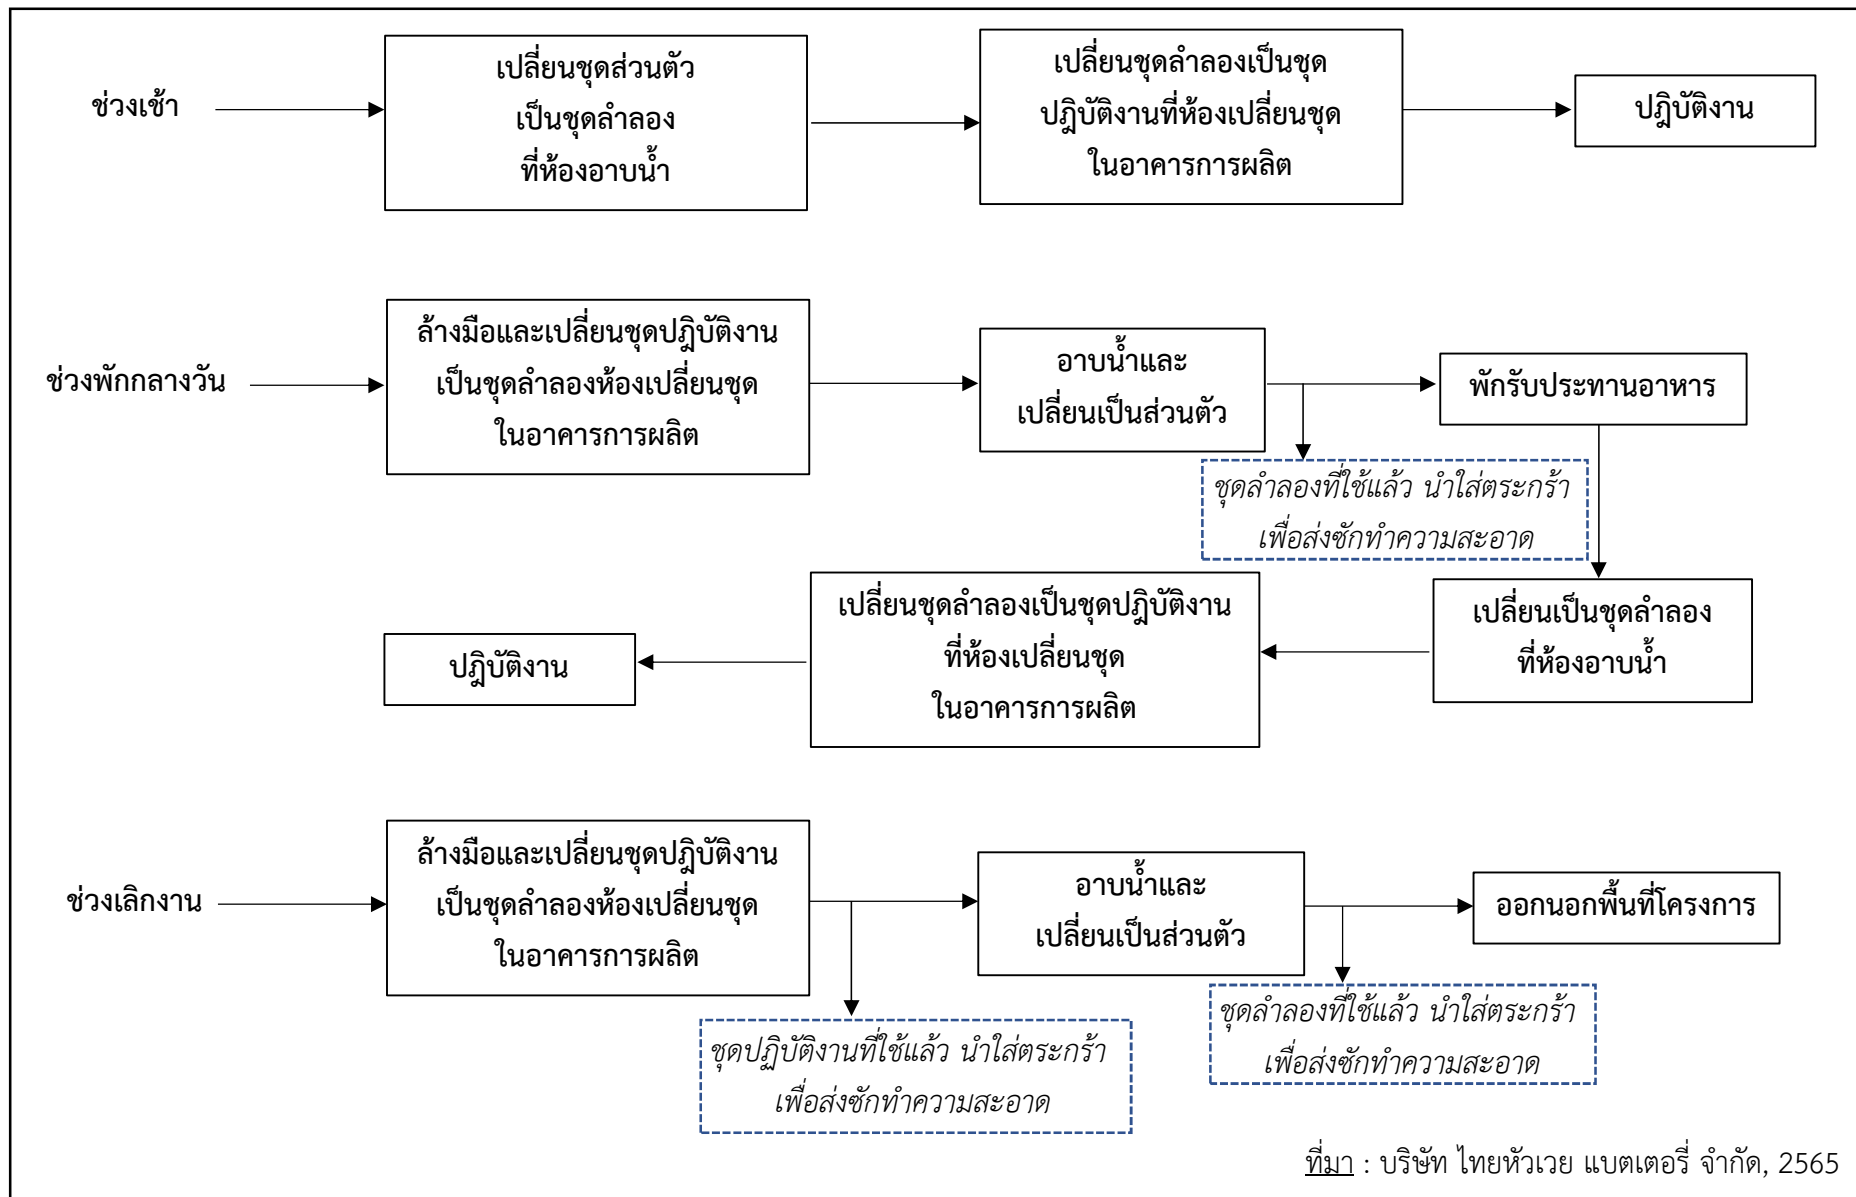 ช่วงเช้า
เปลี่ยนชุดส่วนตัว
เป็นชุดลำลอง
ที่ห้องอาบน้ำ
เปลี่ยนชุดลำลองเป็นชุด
ปฎิบัติงานที่ห้องเปลี่ยนชุด
ในอาคารการผลิต
ปฎิบัติงาน
ช่วงพักกลางวัน
ล้างมือและเปลี่ยนชุดปฎิบัติงาน
เป็นชุดลำลองห้องเปลี่ยนชุด
ในอาคารการผลิต
อาบน้ำและ
เปลี่ยนเป็นส่วนตัว
พักรับประทานอาหาร
ชุดลำลองที่ใช้แล้ว นำใส่ตระกร้า
เพื่อส่งซักทำความสะอาด
เปลี่ยนเป็นชุดลำลอง
ที่ห้องอาบน้ำ
เปลี่ยนชุดลำลองเป็นชุดปฎิบัติงาน
ที่ห้องเปลี่ยนชุด
ในอาคารการผลิต
ปฎิบัติงาน
ช่วงเลิกงาน
ล้างมือและเปลี่ยนชุดปฎิบัติงาน
เป็นชุดลำลองห้องเปลี่ยนชุด
ในอาคารการผลิต
อาบน้ำและ
เปลี่ยนเป็นส่วนตัว
ออกนอกพื้นที่โครงการ
ชุดปฏิบัติงานที่ใช้แล้ว นำใส่ตระกร้า
เพื่อส่งซักทำความสะอาด
ชุดลำลองที่ใช้แล้ว นำใส่ตระกร้า
เพื่อส่งซักทำความสะอาด
ที่มา : บริษัท ไทยหัวเวย แบตเตอรี่ จำกัด, 2565